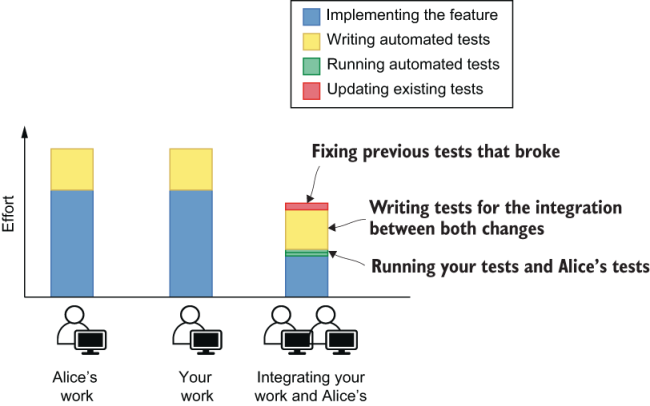 Implementing the feature
Writing automated tests
Running automated tests
Updating existing tests
Effort
Fixing previous tests that broke
Writing tests for the integration
between both changes
Running your tests and Alice's tests
Alice's
work
Your
work
Integrating your
work and Alice's